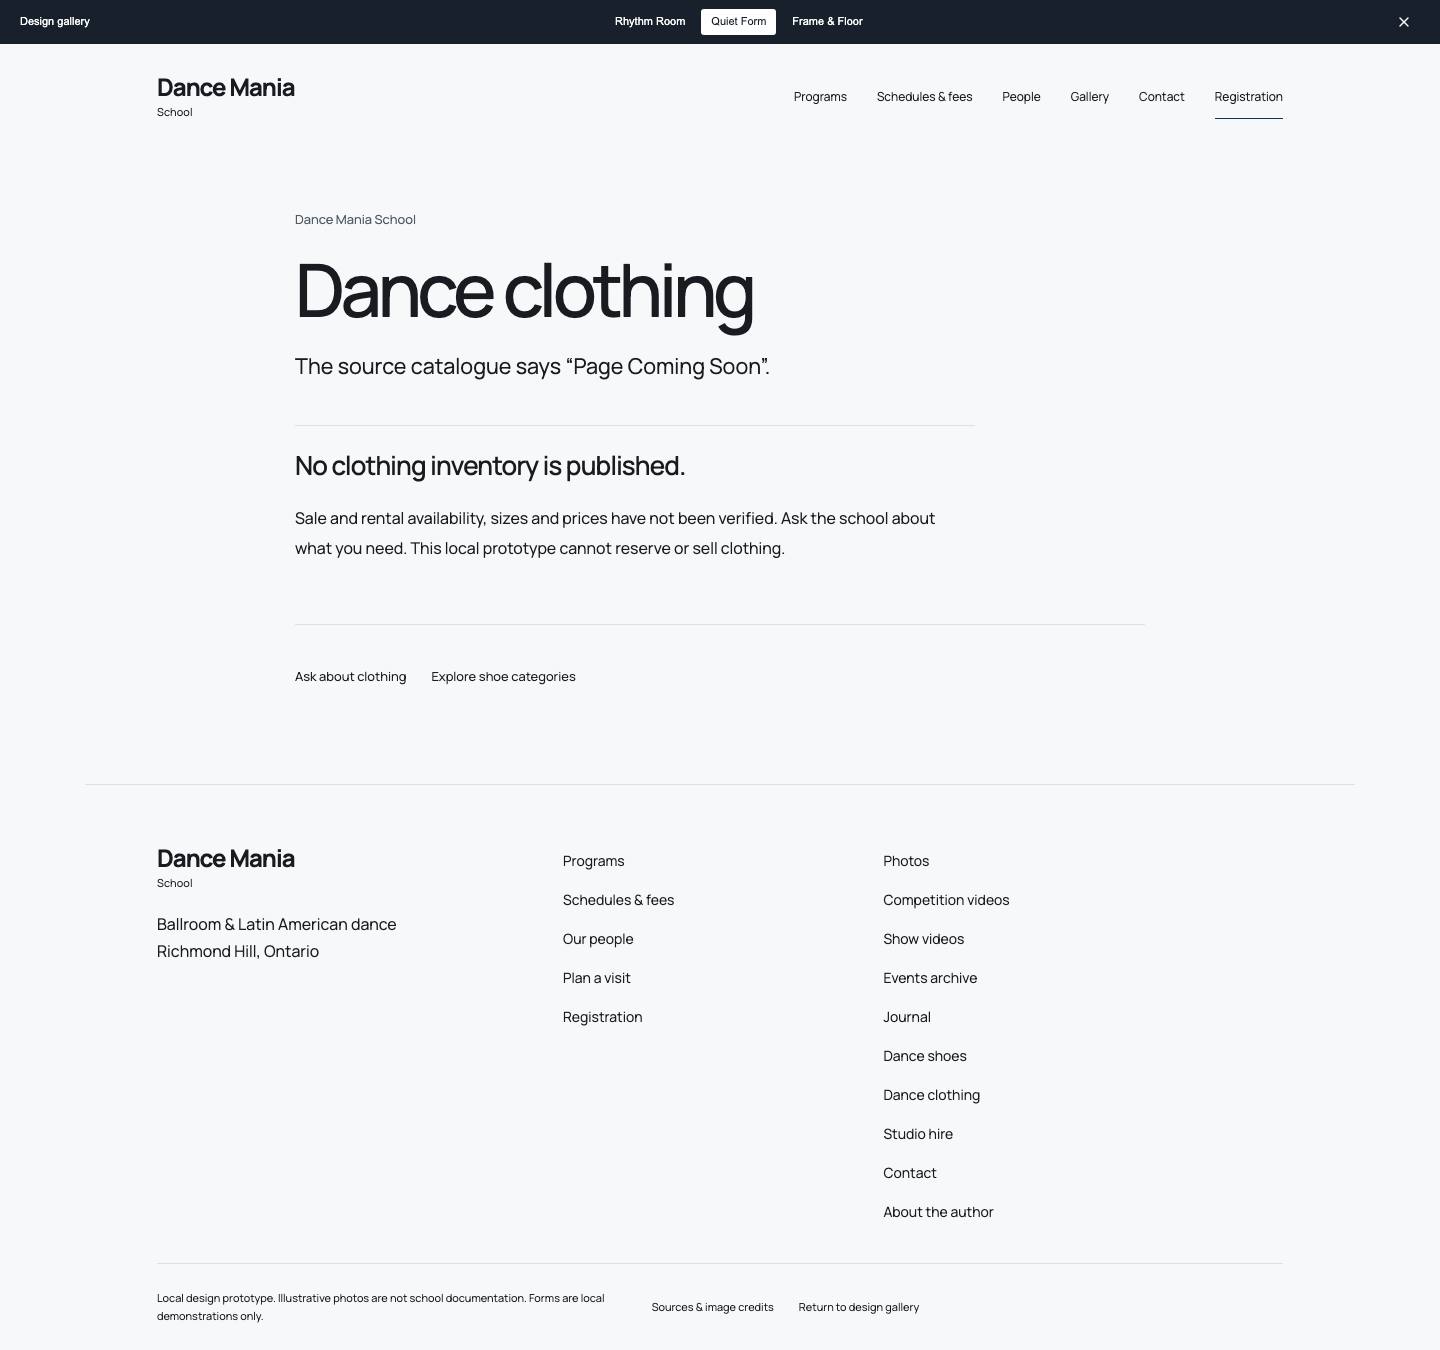 Design gallery
Rhythm Room
Quiet Form
Frame & Floor
×
Dance Mania
School
Programs
Schedules & fees
People
Gallery
Contact
Registration
Dance Mania School
Dance clothing
The source catalogue says “Page Coming Soon”.
No clothing inventory is published.
Sale and rental availability, sizes and prices have not been verified. Ask the school about
what you need. This local prototype cannot reserve or sell clothing.
Ask about clothing
Explore shoe categories
Dance Mania
School
Ballroom & Latin American dance
Richmond Hill, Ontario
Programs
Schedules & fees
Our people
Plan a visit
Registration
Photos
Competition videos
Show videos
Events archive
Journal
Dance shoes
Dance clothing
Studio hire
Contact
About the author
Local design prototype. Illustrative photos are not school documentation. Forms are local
demonstrations only.
Sources & image credits
Return to design gallery